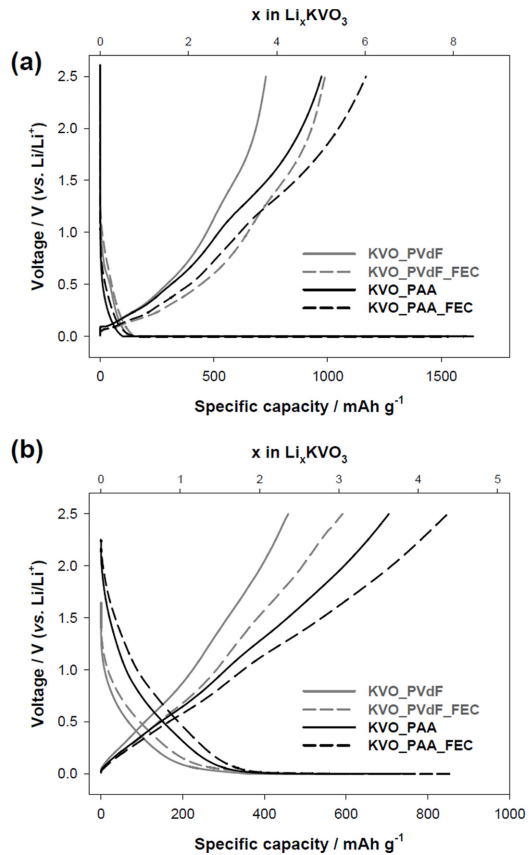 x in LiₓKVO₃
(a)
0 2 4 6 8
2.5
2.0
1.5
1.0
0.5
0.0
Voltage / V (vs. Li/Li⁺)
KVO_PVdF
KVO_PVdF_FEC
KVO_PAA
KVO_PAA_FEC
0 500 1000 1500
Specific capacity / mAh g⁻¹
(b)
x in LiₓKVO₃
0 1 2 3 4 5
2.5
2.0
1.5
1.0
0.5
0.0
Voltage / V (vs. Li/Li⁺)
KVO_PVdF
KVO_PVdF_FEC
KVO_PAA
KVO_PAA_FEC
0 200 400 600 800 1000
Specific capacity / mAh g⁻¹